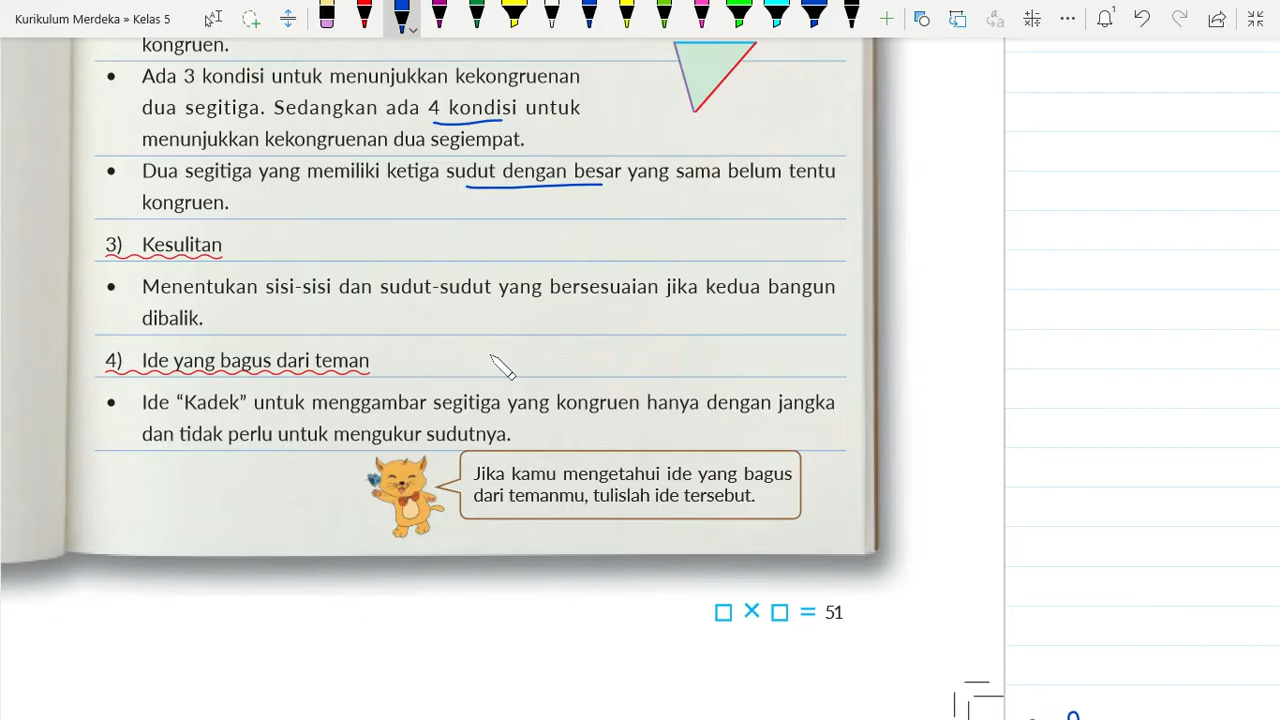 Kurikulum Merdeka » Kelas 5
kongruen.
• Ada 3 kondisi untuk menunjukkan kekongruenan
dua segitiga. Sedangkan ada 4 kondisi untuk
menunjukkan kekongruenan dua segiempat.
• Dua segitiga yang memiliki ketiga sudut dengan besar yang sama belum tentu
kongruen.
3) Kesulitan
• Menentukan sisi-sisi dan sudut-sudut yang bersesuaian jika kedua bangun
dibalik.
4) Ide yang bagus dari teman
• Ide “Kadek” untuk menggambar segitiga yang kongruen hanya dengan jangka
dan tidak perlu untuk mengukur sudutnya.
Jika kamu mengetahui ide yang bagus
dari temanmu, tulislah ide tersebut.
□ × □ = 51